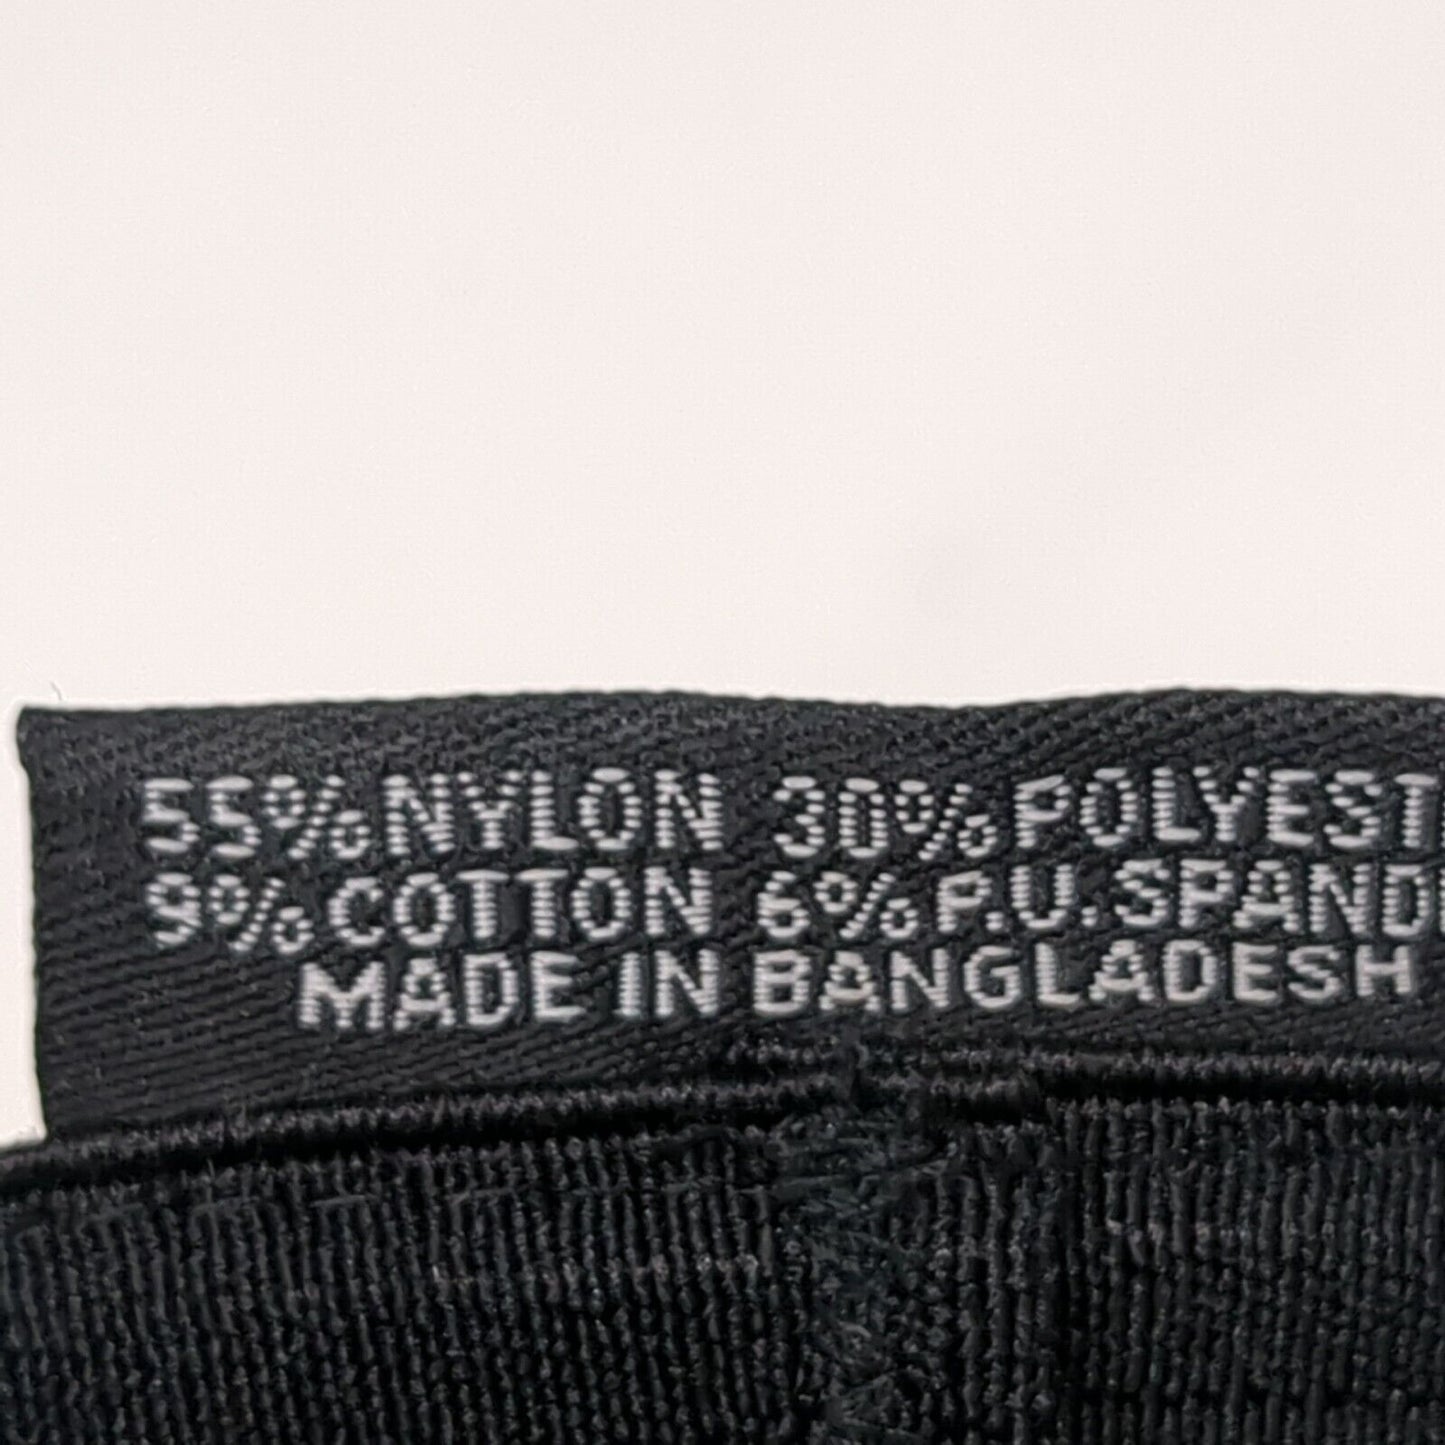 55% NYLON 30% POLYEST
9% COTTON 6% P.U. SPAND
MADE IN BANGLADESH